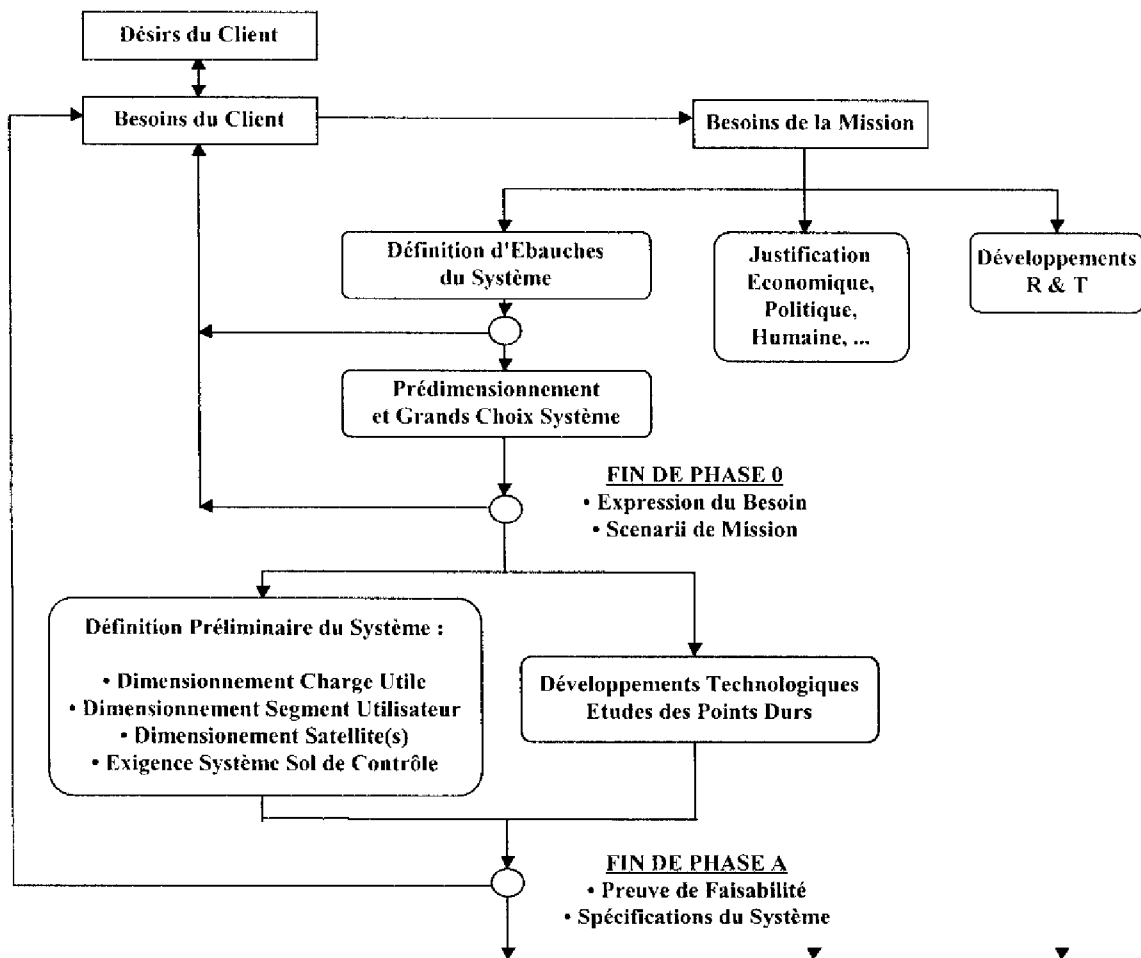 Désirs du Client
Besoins du Client
Besoins de la Mission
Définition d'Ebauches
du Système
Justification
Economique,
Politique,
Humaine, ...
Développements
R & T
Prédimensionnement
et Grands Choix Système
FIN DE PHASE 0
• Expression du Besoin
• Scenarii de Mission
Définition Préliminaire du Système :
• Dimensionnement Charge Utile
• Dimensionnement Segment Utilisateur
• Dimensionement Satellite(s)
• Exigence Système Sol de Contrôle
Développements Technologiques
Etudes des Points Durs
FIN DE PHASE A
• Preuve de Faisabilité
• Spécifications du Système